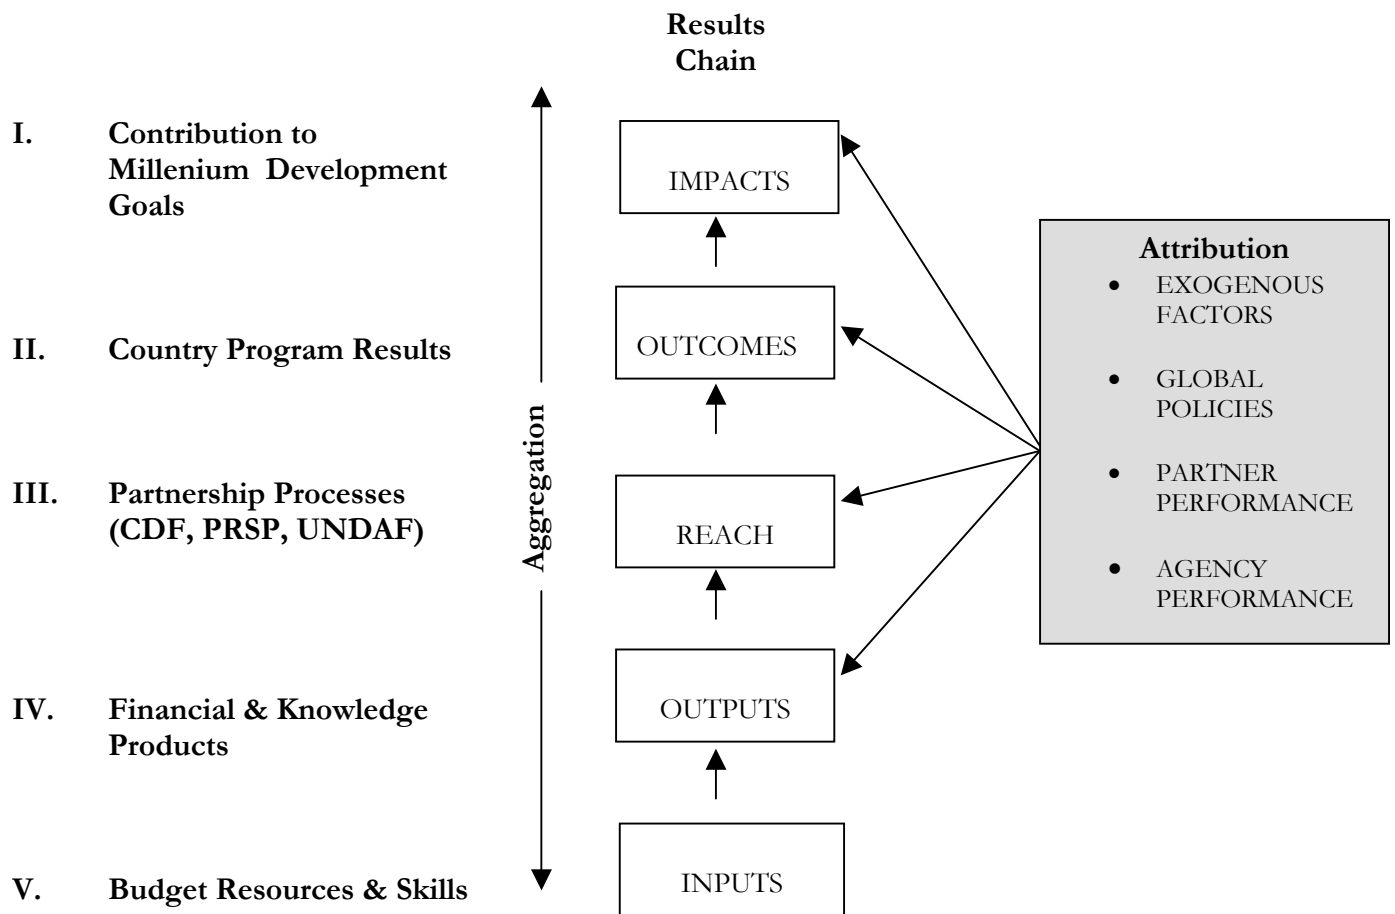 Results
Chain
I. Contribution to
Millenium Development
Goals
IMPACTS
II. Country Program Results
OUTCOMES
Aggregation
III. Partnership Processes
(CDF, PRSP, UNDAF)
REACH
IV. Financial & Knowledge
Products
OUTPUTS
V. Budget Resources & Skills
INPUTS
Attribution
• EXOGENOUS
FACTORS
• GLOBAL
POLICIES
• PARTNER
PERFORMANCE
• AGENCY
PERFORMANCE